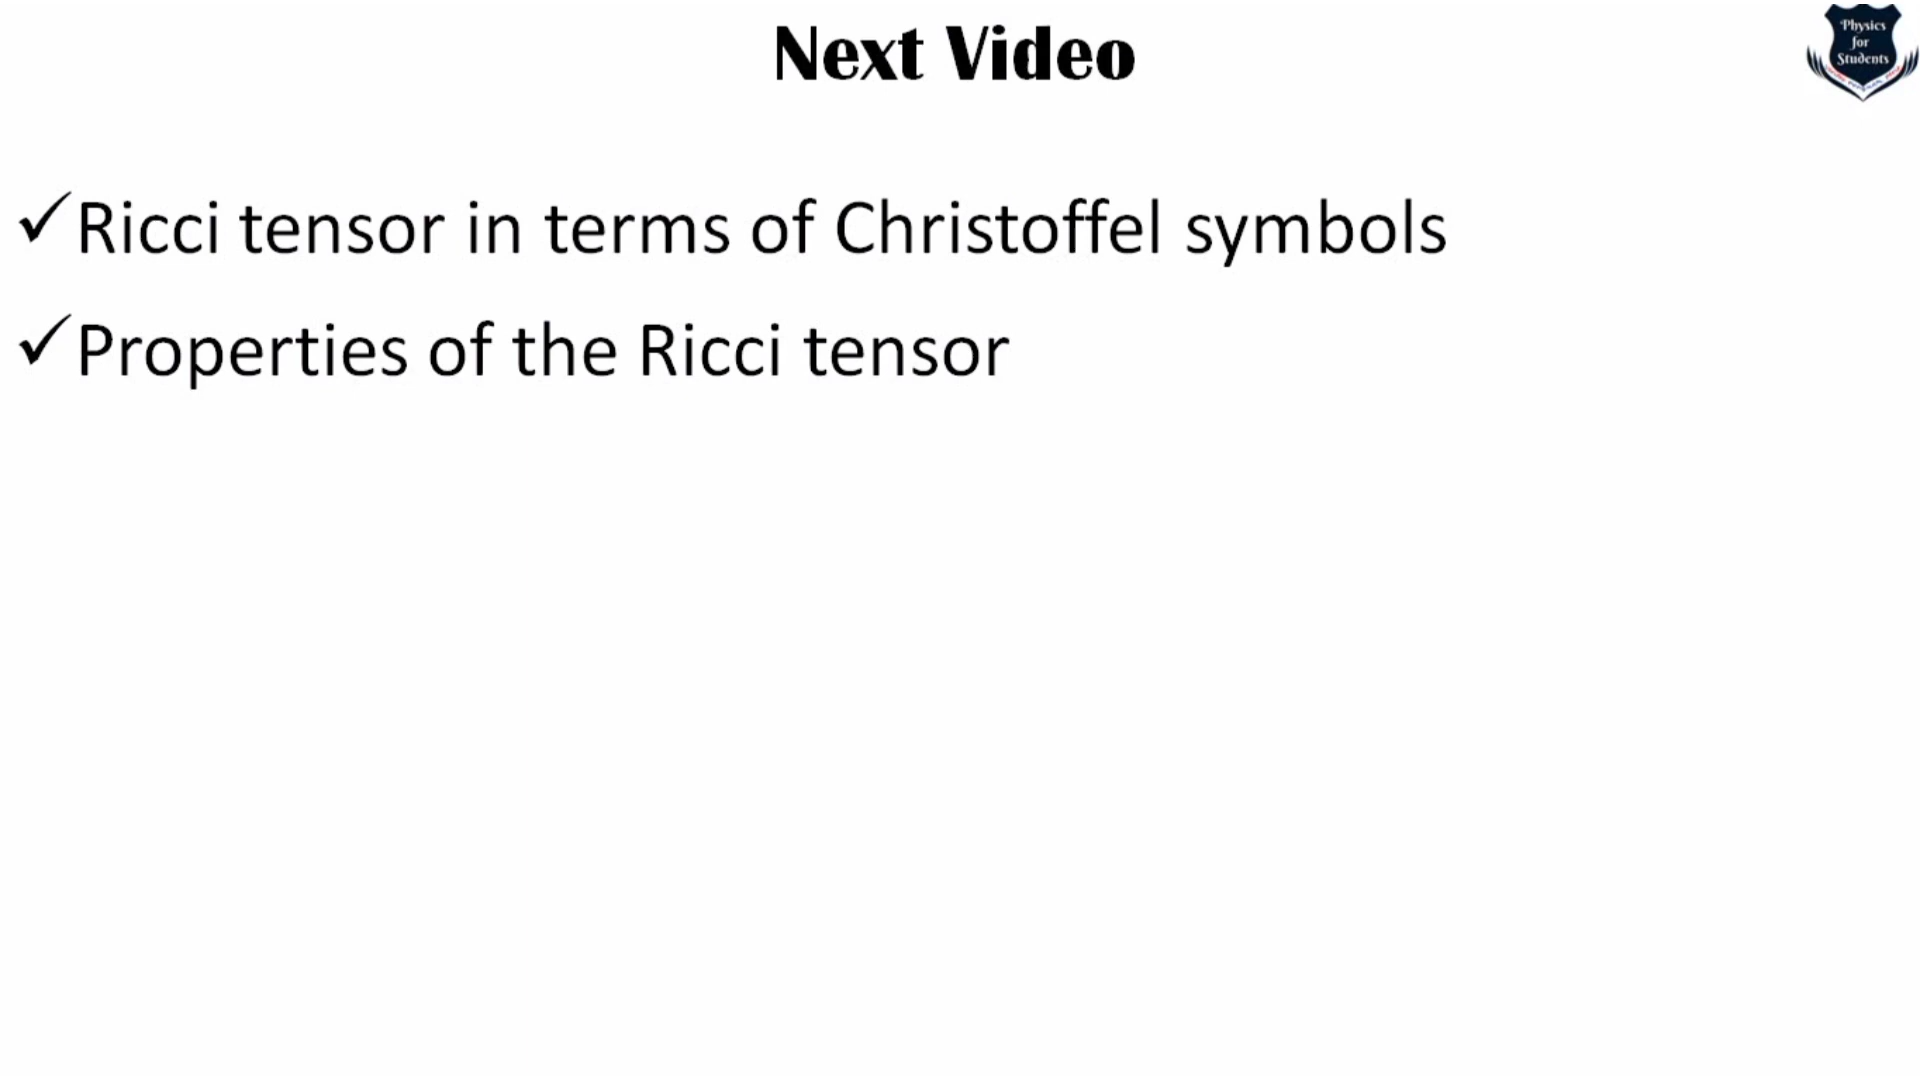 Next Video
Physics
for
Students
✓Ricci tensor in terms of Christoffel symbols
✓Properties of the Ricci tensor